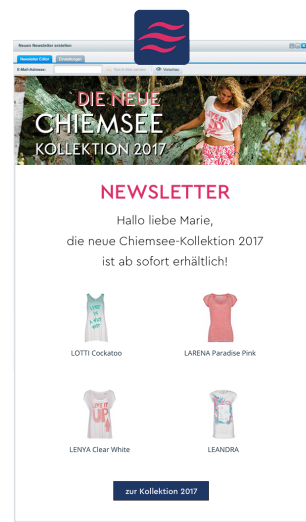 Neuen Newsletter erstellen
Newsletter Editor Einstellungen
E-Mail-Adresse: Vorschau
DIE NEUE
CHIEMSEE
KOLLEKTION 2017
NEWSLETTER
Hallo liebe Marie,
die neue Chiemsee-Kollektion 2017
ist ab sofort erhältlich!
LOTTI Cockatoo LARENA Paradise Pink
LENYA Clear White LEANDRA
zur Kollektion 2017